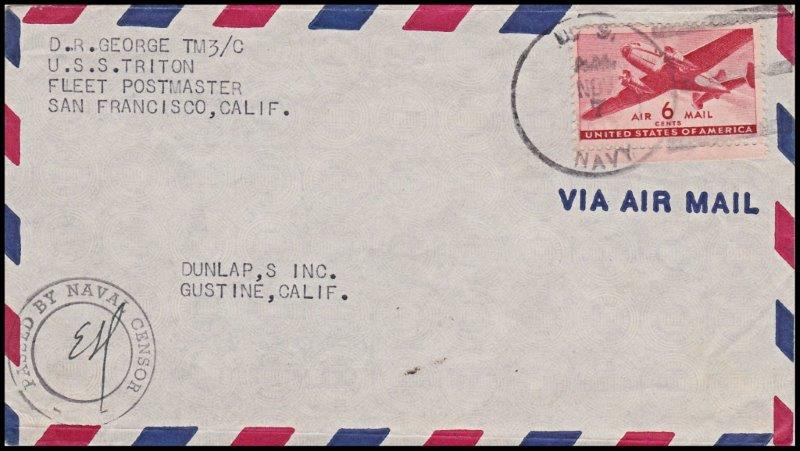 D.R.GEORGE TM3/C
U.S.S.TRITON
FLEET POSTMASTER
SAN FRANCISCO,CALIF.
U. S.
A.M.
NOV
NAVY
AIR 6 MAIL
CENTS
UNITED STATES OF AMERICA
VIA AIR MAIL
DUNLAP,S INC.
GUSTINE,CALIF.
PASSED BY NAVAL CENSOR